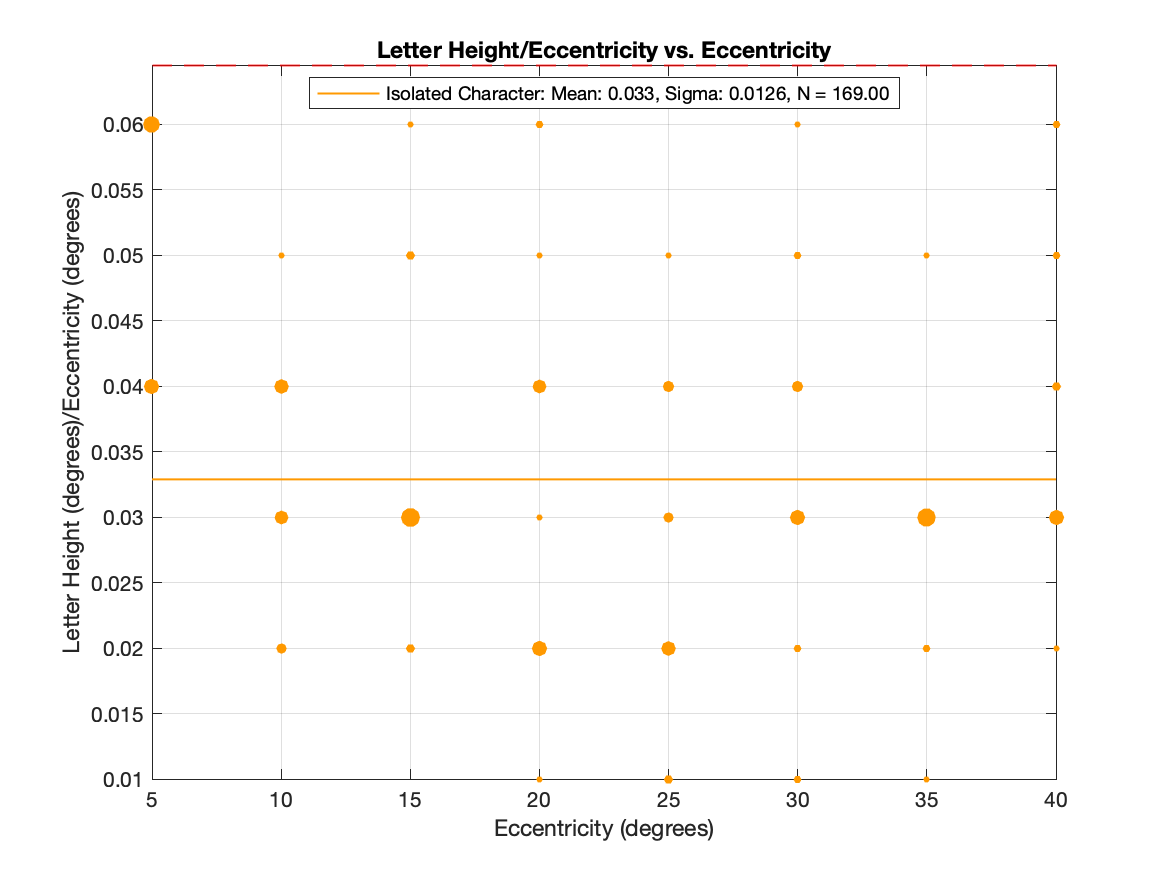 Letter Height/Eccentricity vs. Eccentricity
Isolated Character: Mean: 0.033, Sigma: 0.0126, N = 169.00
Letter Height (degrees)/Eccentricity (degrees)
0.06
0.055
0.05
0.045
0.04
0.035
0.03
0.025
0.02
0.015
0.01
5 10 15 20 25 30 35 40
Eccentricity (degrees)